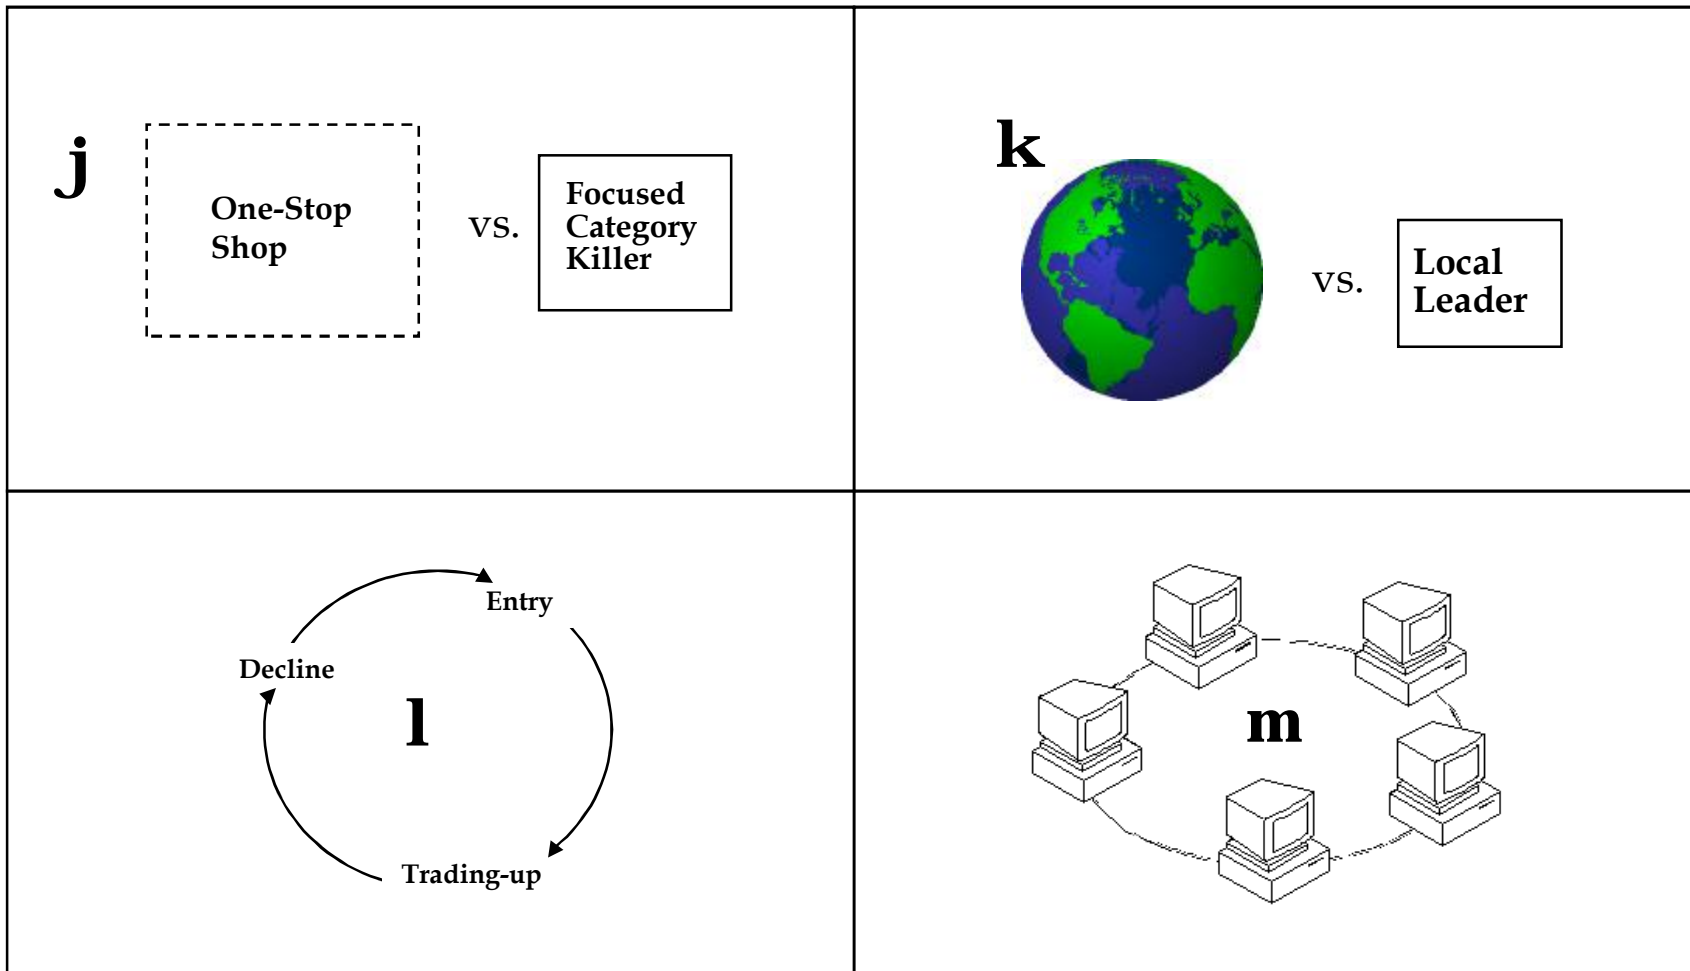 j
One-Stop
Shop
vs.
Focused
Category
Killer
k
vs.
Local
Leader
Entry
Decline
l
Trading-up
m